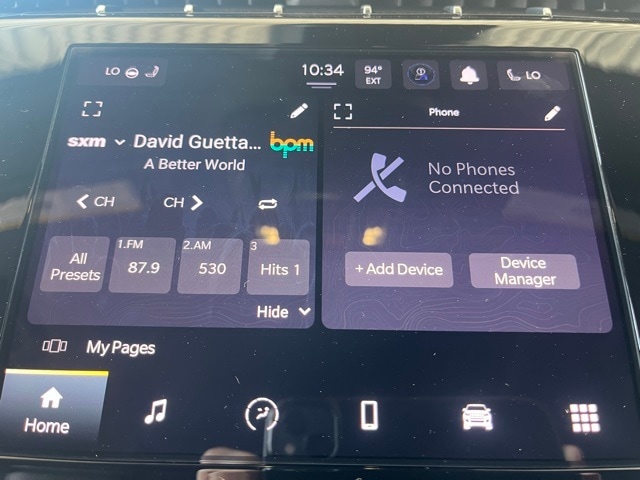 LO
10:34
94°
EXT
LO
sxm David Guetta... bpm
A Better World
CH CH
All
Presets
1.FM
87.9
2.AM
530
3
Hits 1
Hide
Phone
No Phones
Connected
+ Add Device
Device
Manager
My Pages
Home